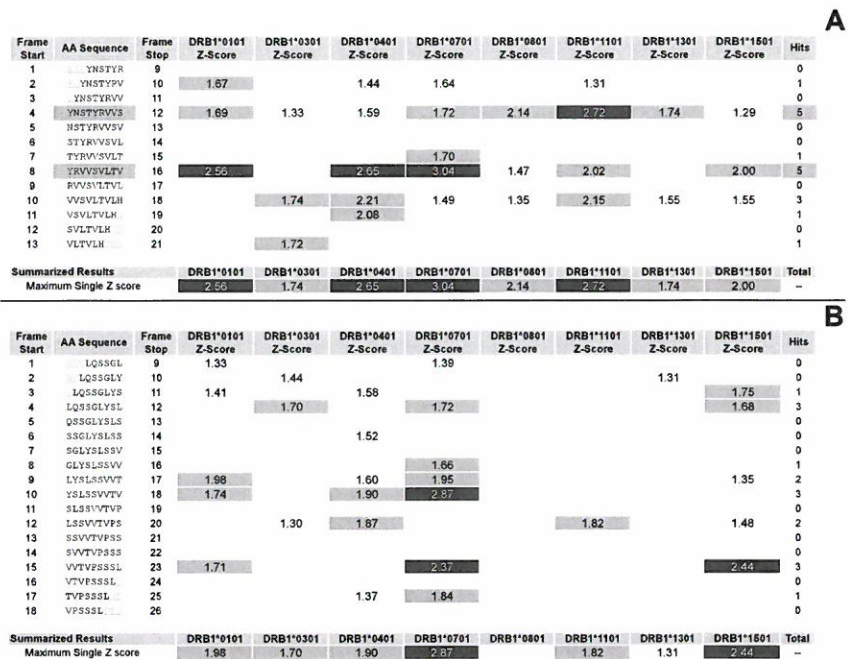 A
Frame Start AA Sequence Frame Stop DRB1*0101 Z-Score DRB1*0301 Z-Score DRB1*0401 Z-Score DRB1*0701 Z-Score DRB1*0801 Z-Score DRB1*1101 Z-Score DRB1*1301 Z-Score DRB1*1501 Z-Score Hits
1 YNSTYR 9 0
2 YNSTYRV 10 1.67 1.44 1.64 1.31 1
3 YNSTYRVV 11 0
4 YNSTYRVVS 12 1.69 1.33 1.59 1.72 2.14 2.72 1.74 1.29 5
5 NSTYRVVSV 13 0
6 STYRVVSVL 14 0
7 TYRVVSVLT 15 1.70 1
8 YRVVSVLTV 16 2.56 2.65 3.04 1.47 2.02 2.00 5
9 RVVSVLTVL 17 0
10 VVSVLTVLH 18 1.74 2.21 1.49 1.35 2.15 1.55 1.55 3
11 VSVLTVLH 19 2.08 1
12 SVLTVLH 20 0
13 VLTVLH 21 1.72 1
Summarized Results DRB1*0101 DRB1*0301 DRB1*0401 DRB1*0701 DRB1*0801 DRB1*1101 DRB1*1301 DRB1*1501 Total
Maximum Single Z score 2.56 1.74 2.65 3.04 2.14 2.72 1.74 2.00 --
B
Frame Start AA Sequence Frame Stop DRB1*0101 Z-Score DRB1*0301 Z-Score DRB1*0401 Z-Score DRB1*0701 Z-Score DRB1*0801 Z-Score DRB1*1101 Z-Score DRB1*1301 Z-Score DRB1*1501 Z-Score Hits
1 LQSSGL 9 1.33 1.39 0
2 LQSSGLY 10 1.44 1.31 0
3 LQSSGLYS 11 1.41 1.58 1.75 1
4 LQSSGLYSL 12 1.70 1.72 1.68 3
5 QSSGLYSLS 13 0
6 SSGLYSLSS 14 1.52 0
7 SGLYSLSSV 15 0
8 GLYSLSSVV 16 1.66 1
9 LYSLSSVVT 17 1.98 1.60 1.95 1.35 2
10 YSLSSVVTV 18 1.74 1.90 2.87 3
11 SLSSVVTVP 19 0
12 LSSVVTVPS 20 1.30 1.87 1.82 1.48 2
13 SSVVTVPSS 21 0
14 SVVTVPSSS 22 0
15 VVTVPSSSL 23 1.71 2.37 2.44 3
16 VTVPSSSL 24 0
17 TVPSSSL 25 1.37 1.84 1
18 VPSSSL 26 0
Summarized Results DRB1*0101 DRB1*0301 DRB1*0401 DRB1*0701 DRB1*0801 DRB1*1101 DRB1*1301 DRB1*1501 Total
Maximum Single Z score 1.98 1.70 1.90 2.87 1.82 1.31 2.44 --